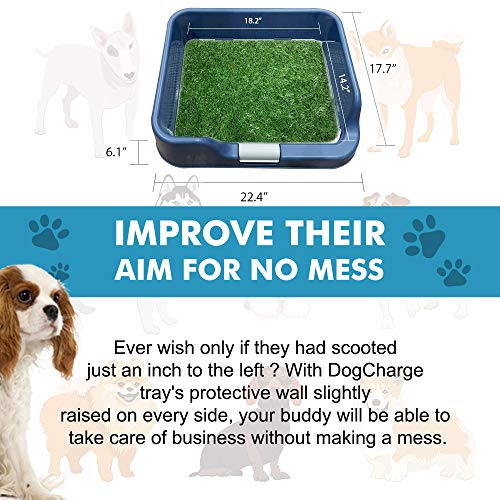 18.2"
14.2"
17.7"
6.1"
22.4"
IMPROVE THEIR
AIM FOR NO MESS
Ever wish only if they had scooted
just an inch to the left ? With DogCharge
tray's protective wall slightly
raised on every side, your buddy will be able to
take care of business without making a mess.